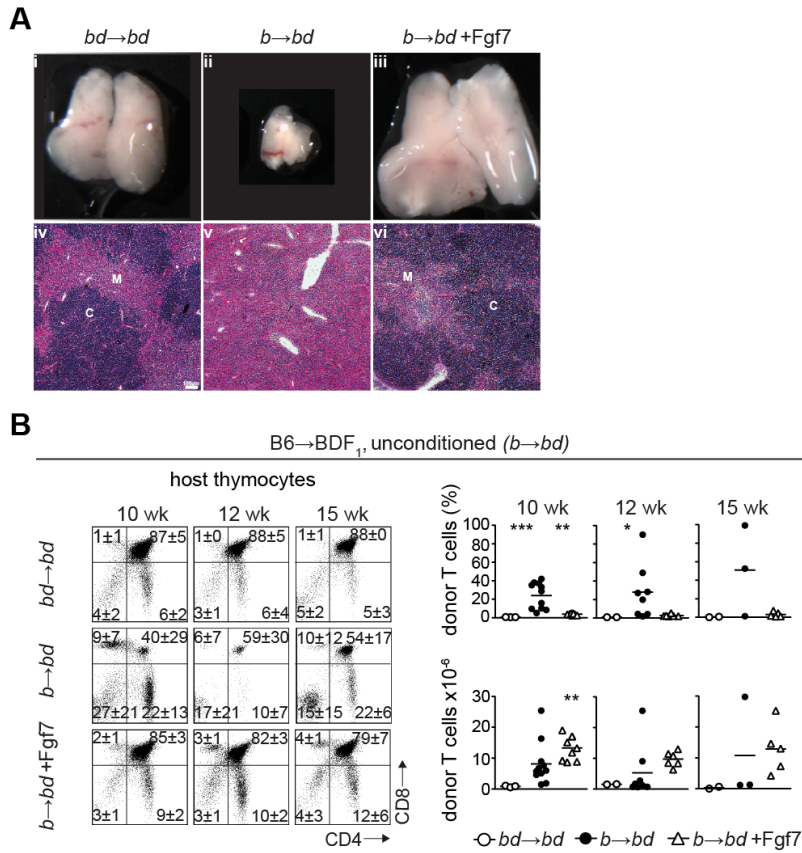 A
bd→bd b→bd b→bd +Fgf7
i ii iii
iv v vi
M M
C C
B
B6→BDF1, unconditioned (b→bd)
host thymocytes
10 wk 12 wk 15 wk
bd→bd
1±1 87±5 1±0 88±5 1±1 88±0
4±2 6±2 3±1 6±4 5±2 5±3
b→bd
9±7 40±29 6±7 59±30 10±12 54±17
27±21 22±13 17±21 10±7 15±15 22±6
b→bd +Fgf7
2±1 85±3 3±1 82±3 4±1 79±7
3±1 9±2 3±1 10±2 4±3 12±6
CD4→
CD8→
10 wk 12 wk 15 wk
donor T cells (%)
100
80
60
40
20
0
*** ** *
donor T cells x10-6
30
20
10
0
**
bd→bd b→bd b→bd +Fgf7